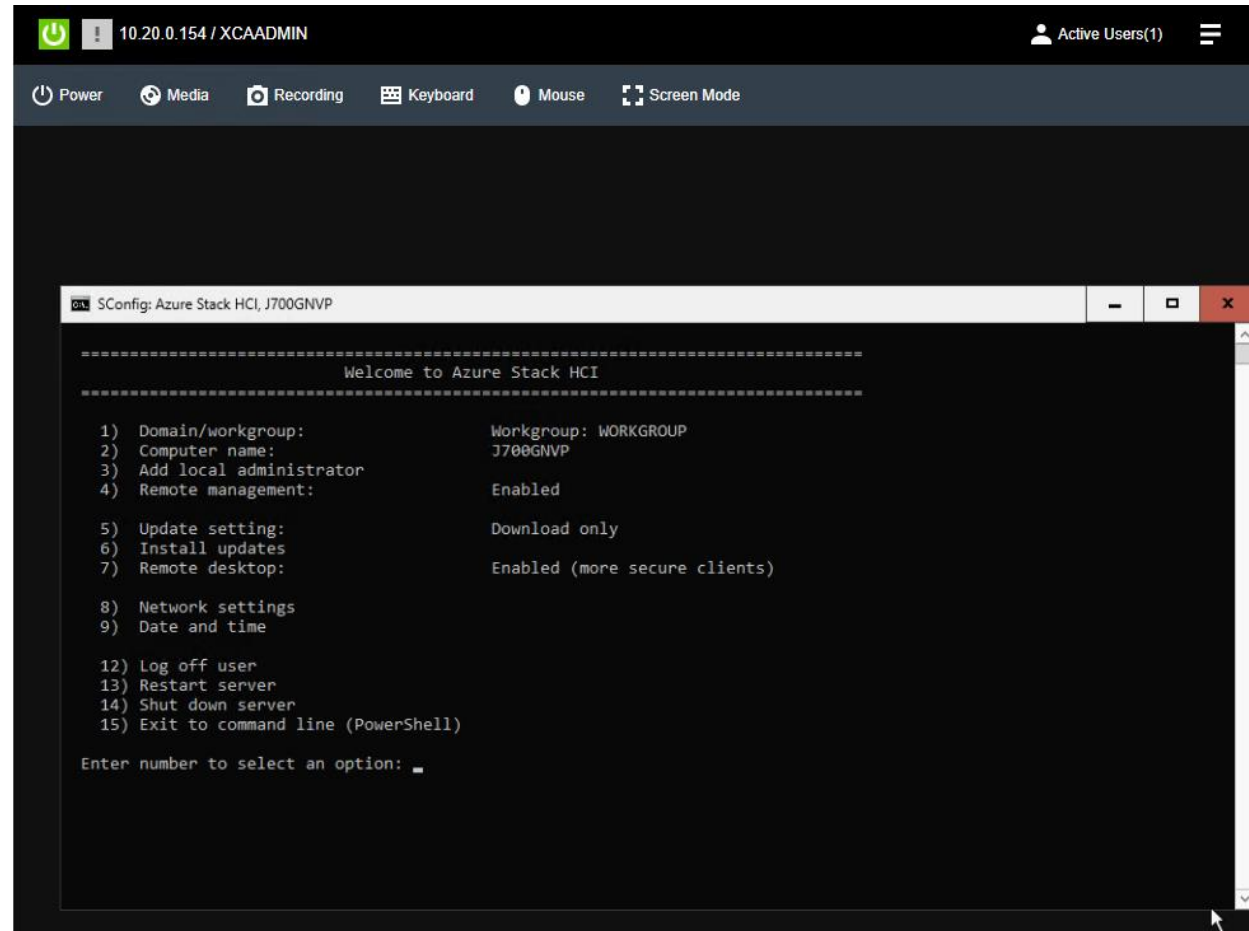 10.20.0.154 / XCAADMIN
Active Users(1)
Power Media Recording Keyboard Mouse Screen Mode
SConfig: Azure Stack HCI, J700GNVP
================================================================================
Welcome to Azure Stack HCI
================================================================================
1) Domain/workgroup: Workgroup: WORKGROUP
2) Computer name: J700GNVP
3) Add local administrator
4) Remote management: Enabled
5) Update setting: Download only
6) Install updates
7) Remote desktop: Enabled (more secure clients)
8) Network settings
9) Date and time
12) Log off user
13) Restart server
14) Shut down server
15) Exit to command line (PowerShell)
Enter number to select an option: _